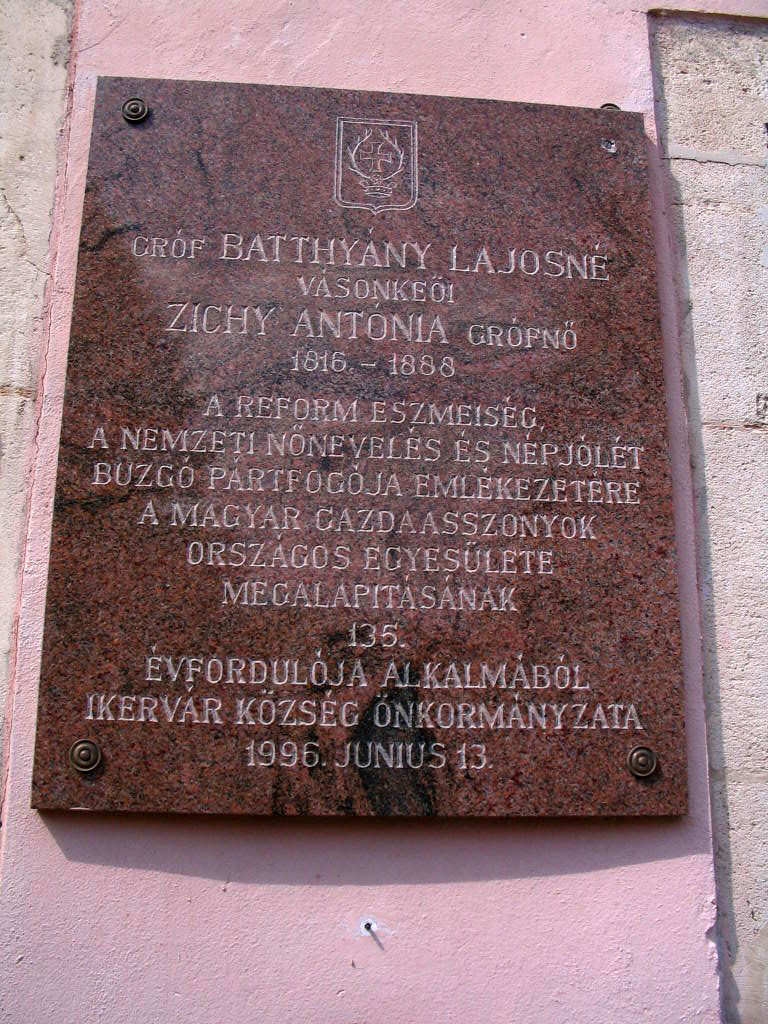 GRÓF BATTHYÁNY LAJOSNÉ
VÁSONKEŐI
ZICHY ANTÓNIA GRÓFNŐ
1816. – 1888
A REFORM ESZMEISÉG,
A NEMZETI NŐNEVELÉS ÉS NÉPJÓLÉT
BUZGÓ PÁRTFOGÓJA EMLÉKEZETÉRE
A MAGYAR GAZDAASSZONYOK
ORSZÁGOS EGYESÜLETE
MEGALAPITÁSÁNAK
135.
ÉVFORDULÓJA ALKALMÁBÓL
IKERVÁR KÖZSÉG ÖNKORMÁNYZATA
1996. JUNIUS 13.